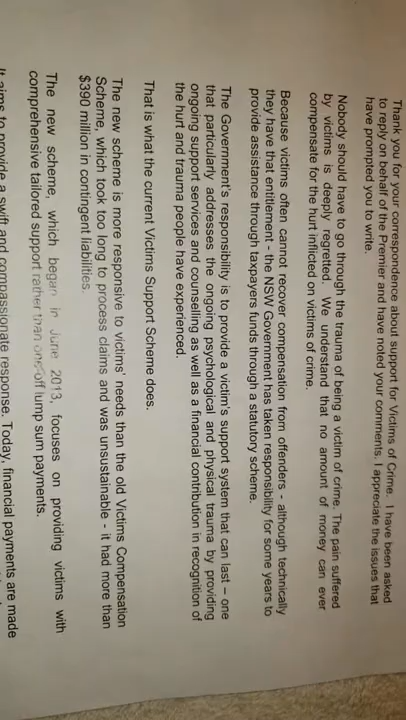 Thank you for your correspondence about support for Victims of Crime. I have been asked
to reply on behalf of the Premier and have noted your comments. I appreciate the issues that
have prompted you to write.
Nobody should have to go through the trauma of being a victim of crime. The pain suffered
by victims is deeply regretted. We understand that no amount of money can ever
compensate for the hurt inflicted on victims of crime.
Because victims often cannot recover compensation from offenders - although technically
they have that entitlement - the NSW Government has taken responsibility for some years to
provide assistance through taxpayers funds through a statutory scheme.
The Government's responsibility is to provide a victim's support system that can last – one
that particularly addresses the ongoing psychological and physical trauma by providing
ongoing support services and counselling as well as a financial contribution in recognition of
the hurt and trauma people have experienced.
That is what the current Victims Support Scheme does.
The new scheme is more responsive to victims' needs than the old Victims Compensation
Scheme, which took too long to process claims and was unsustainable - it had more than
$390 million in contingent liabilities.
The new scheme, which began in June 2013, focuses on providing victims with
comprehensive tailored support rather than one-off lump sum payments.
It aims to provide a swift and compassionate response. Today, financial payments are made